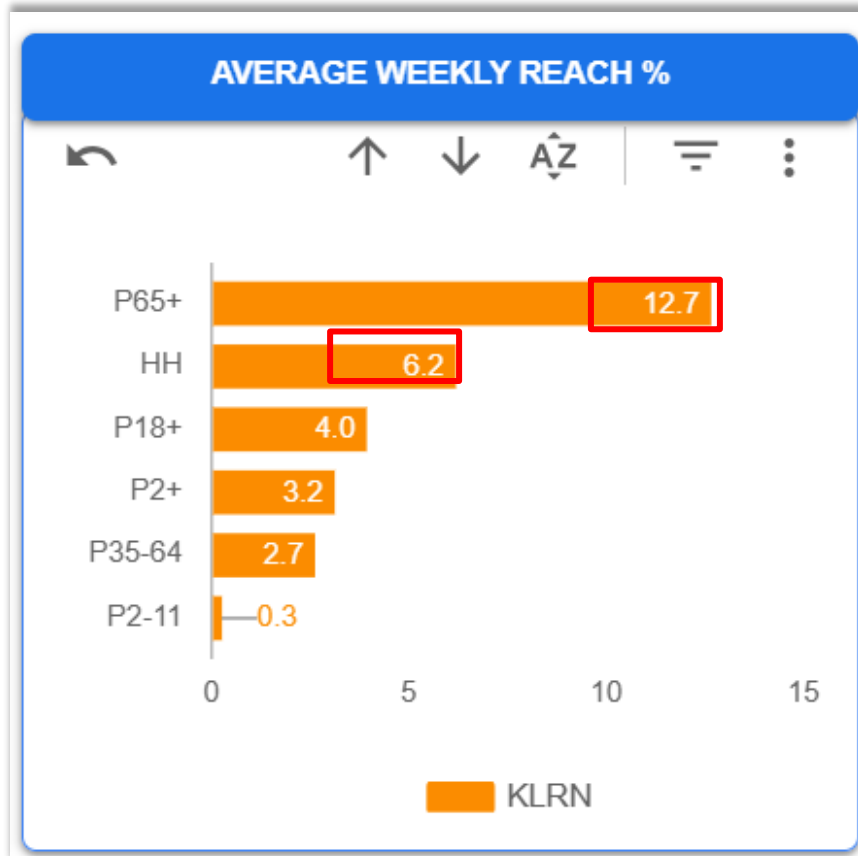 AVERAGE WEEKLY REACH %
AZ
P65+ 12.7
HH 6.2
P18+ 4.0
P2+ 3.2
P35-64 2.7
P2-11 0.3
0 5 10 15
KLRN